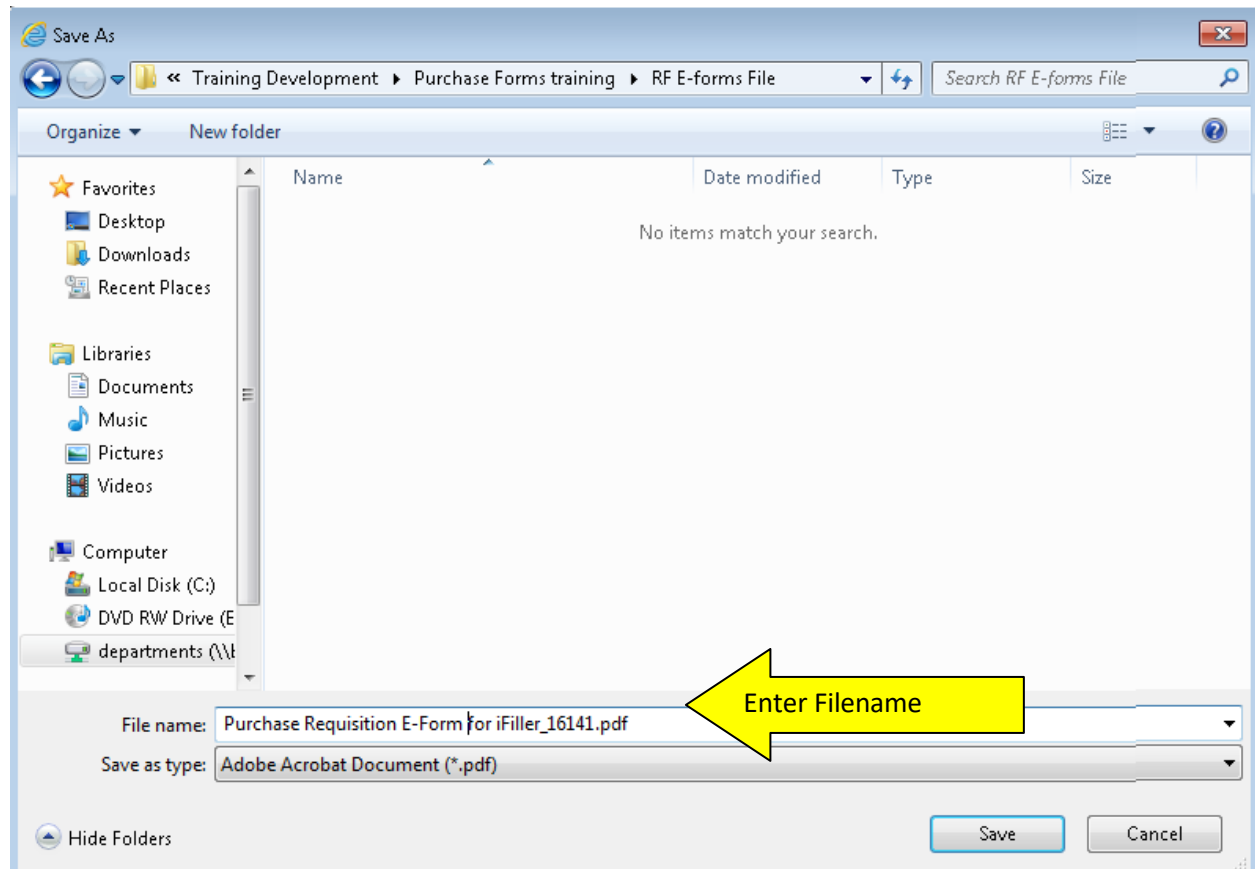 Save As
« Training Development ▸ Purchase Forms training ▸ RF E-forms File
Search RF E-forms File
Organize
New folder
Name
Date modified
Type
Size
No items match your search.
Favorites
Desktop
Downloads
Recent Places
Libraries
Documents
Music
Pictures
Videos
Computer
Local Disk (C:)
DVD RW Drive (E
departments (\\
Enter Filename
File name: Purchase Requisition E-Form for iFiller_16141.pdf
Save as type: Adobe Acrobat Document (*.pdf)
Hide Folders
Save
Cancel